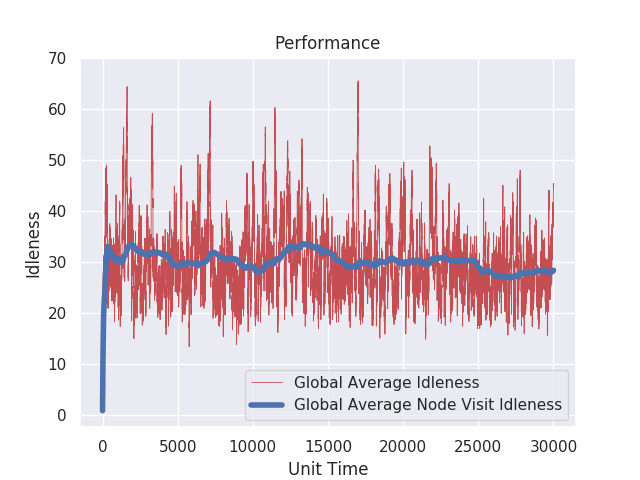 Performance
70
60
50
40
30
20
10
0
Idleness
Global Average Idleness
Global Average Node Visit Idleness
0 5000 10000 15000 20000 25000 30000
Unit Time